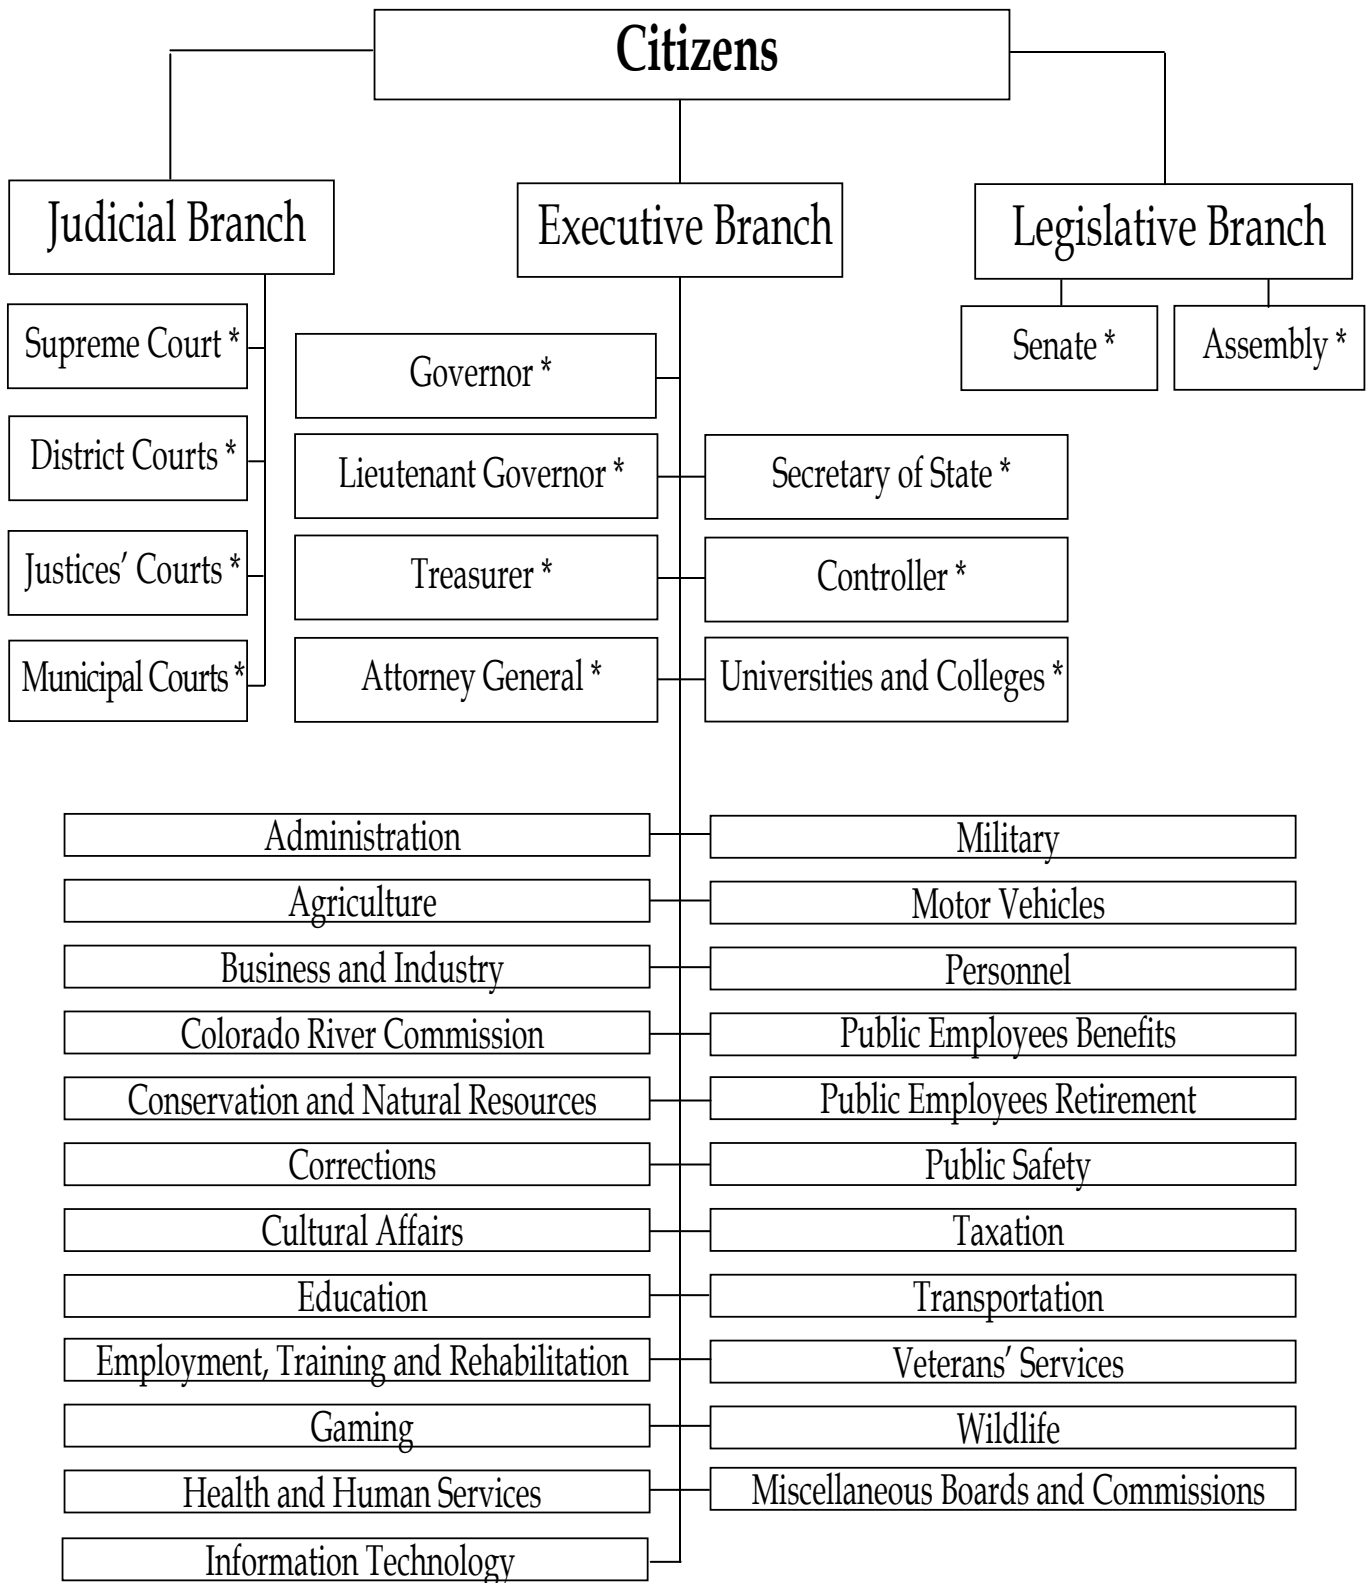 Citizens
Judicial Branch
Executive Branch
Legislative Branch
Supreme Court *
District Courts *
Justices’ Courts *
Municipal Courts *
Governor *
Lieutenant Governor *
Secretary of State *
Treasurer *
Controller *
Attorney General *
Universities and Colleges *
Senate *
Assembly *
Administration
Military
Agriculture
Motor Vehicles
Business and Industry
Personnel
Colorado River Commission
Public Employees Benefits
Conservation and Natural Resources
Public Employees Retirement
Corrections
Public Safety
Cultural Affairs
Taxation
Education
Transportation
Employment, Training and Rehabilitation
Veterans’ Services
Gaming
Wildlife
Health and Human Services
Miscellaneous Boards and Commissions
Information Technology